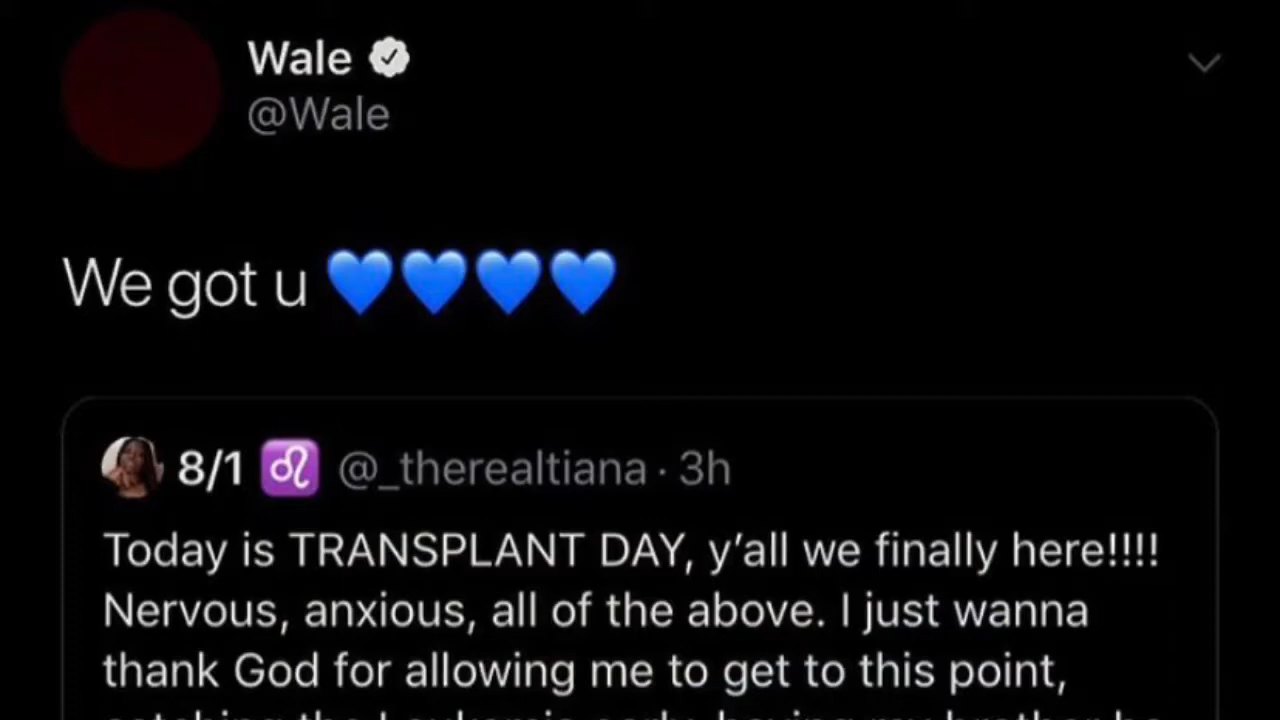 Wale
@Wale
We got u 💙💙💙💙
8/1 ♌ @_therealtiana · 3h
Today is TRANSPLANT DAY, y’all we finally here!!!!
Nervous, anxious, all of the above. I just wanna
thank God for allowing me to get to this point,